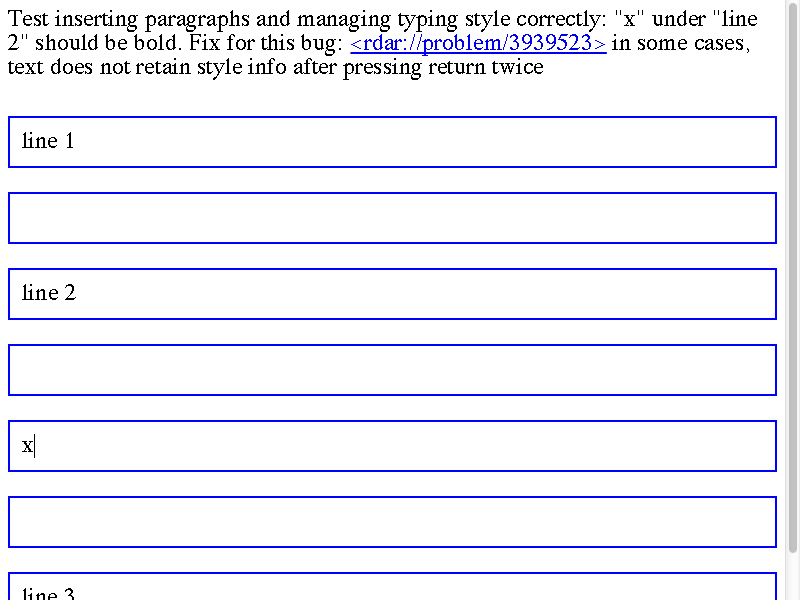 Test inserting paragraphs and managing typing style correctly: "x" under "line
2" should be bold. Fix for this bug: <rdar://problem/3939523> in some cases,
text does not retain style info after pressing return twice
line 1
line 2
x
line 3